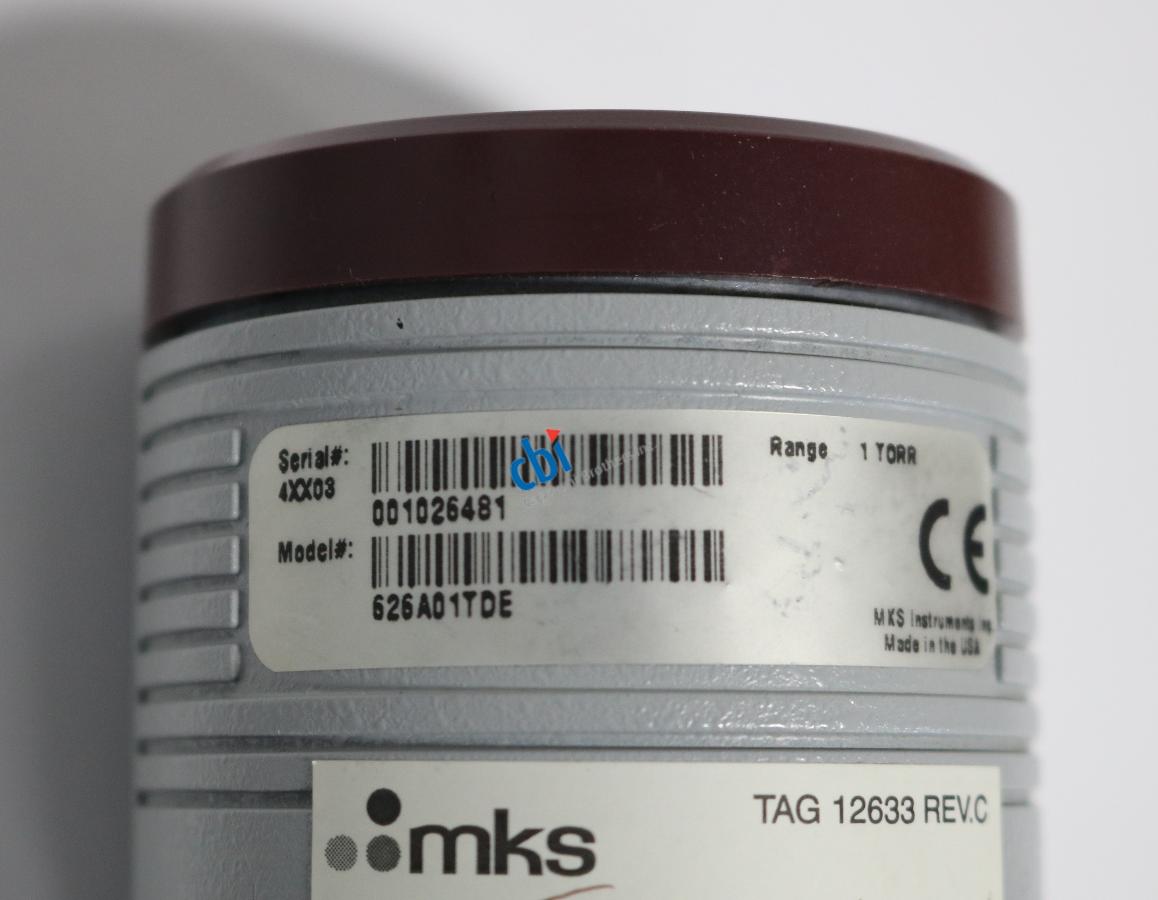 Serial#:
4XX03
001026481
Range 1 TORR
cbi
Model#:
626A01TDE
CE
MKS Instruments Inc.
Made in the USA
mks
TAG 12633 REV.C